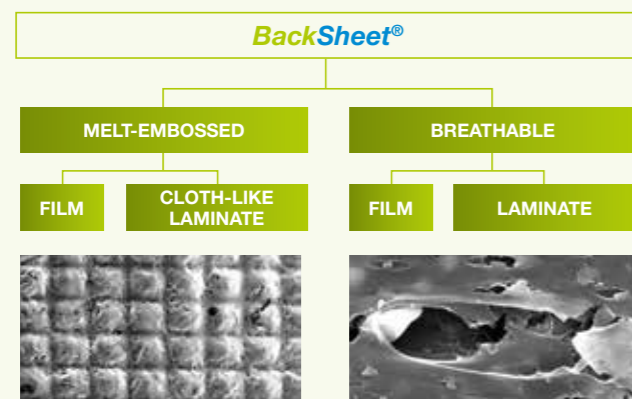 BackSheet®
MELT-EMBOSSED
BREATHABLE
FILM
CLOTH-LIKE
LAMINATE
FILM
LAMINATE